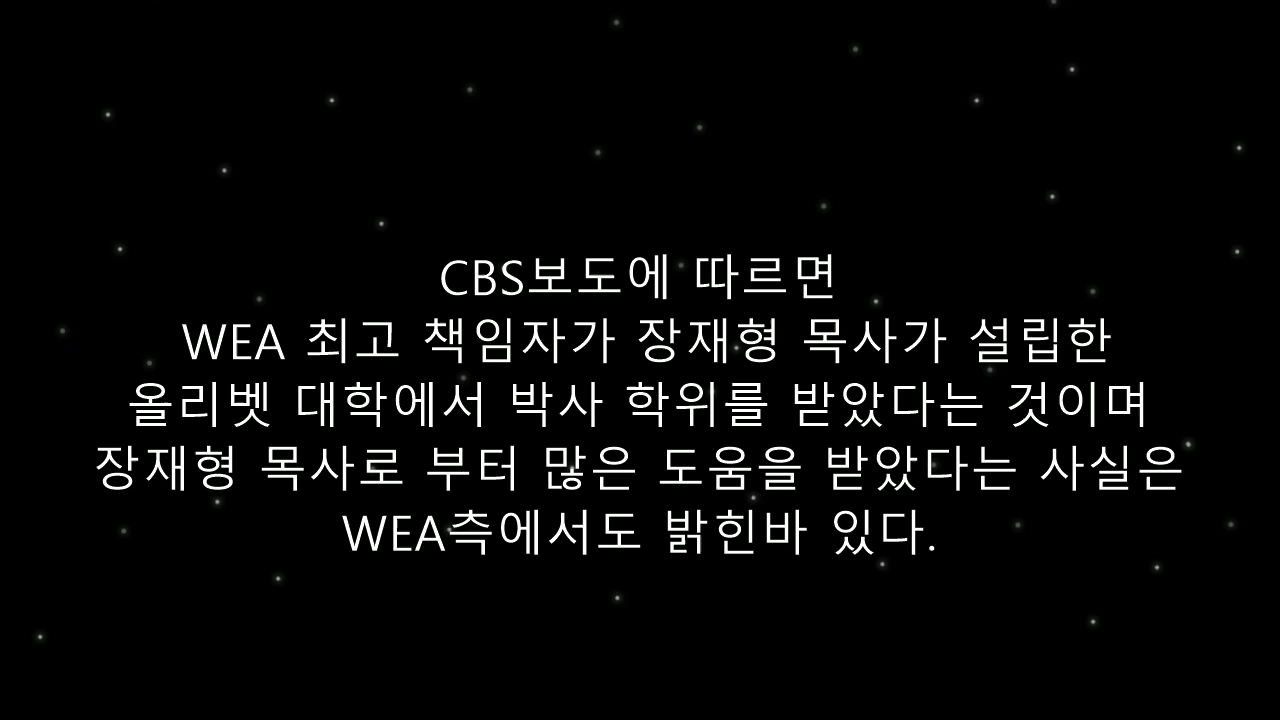 CBS보도에 따르면
WEA 최고 책임자가 장재형 목사가 설립한
올리벳 대학에서 박사 학위를 받았다는 것이며
장재형 목사로 부터 많은 도움을 받았다는 사실은
WEA측에서도 밝힌바 있다.